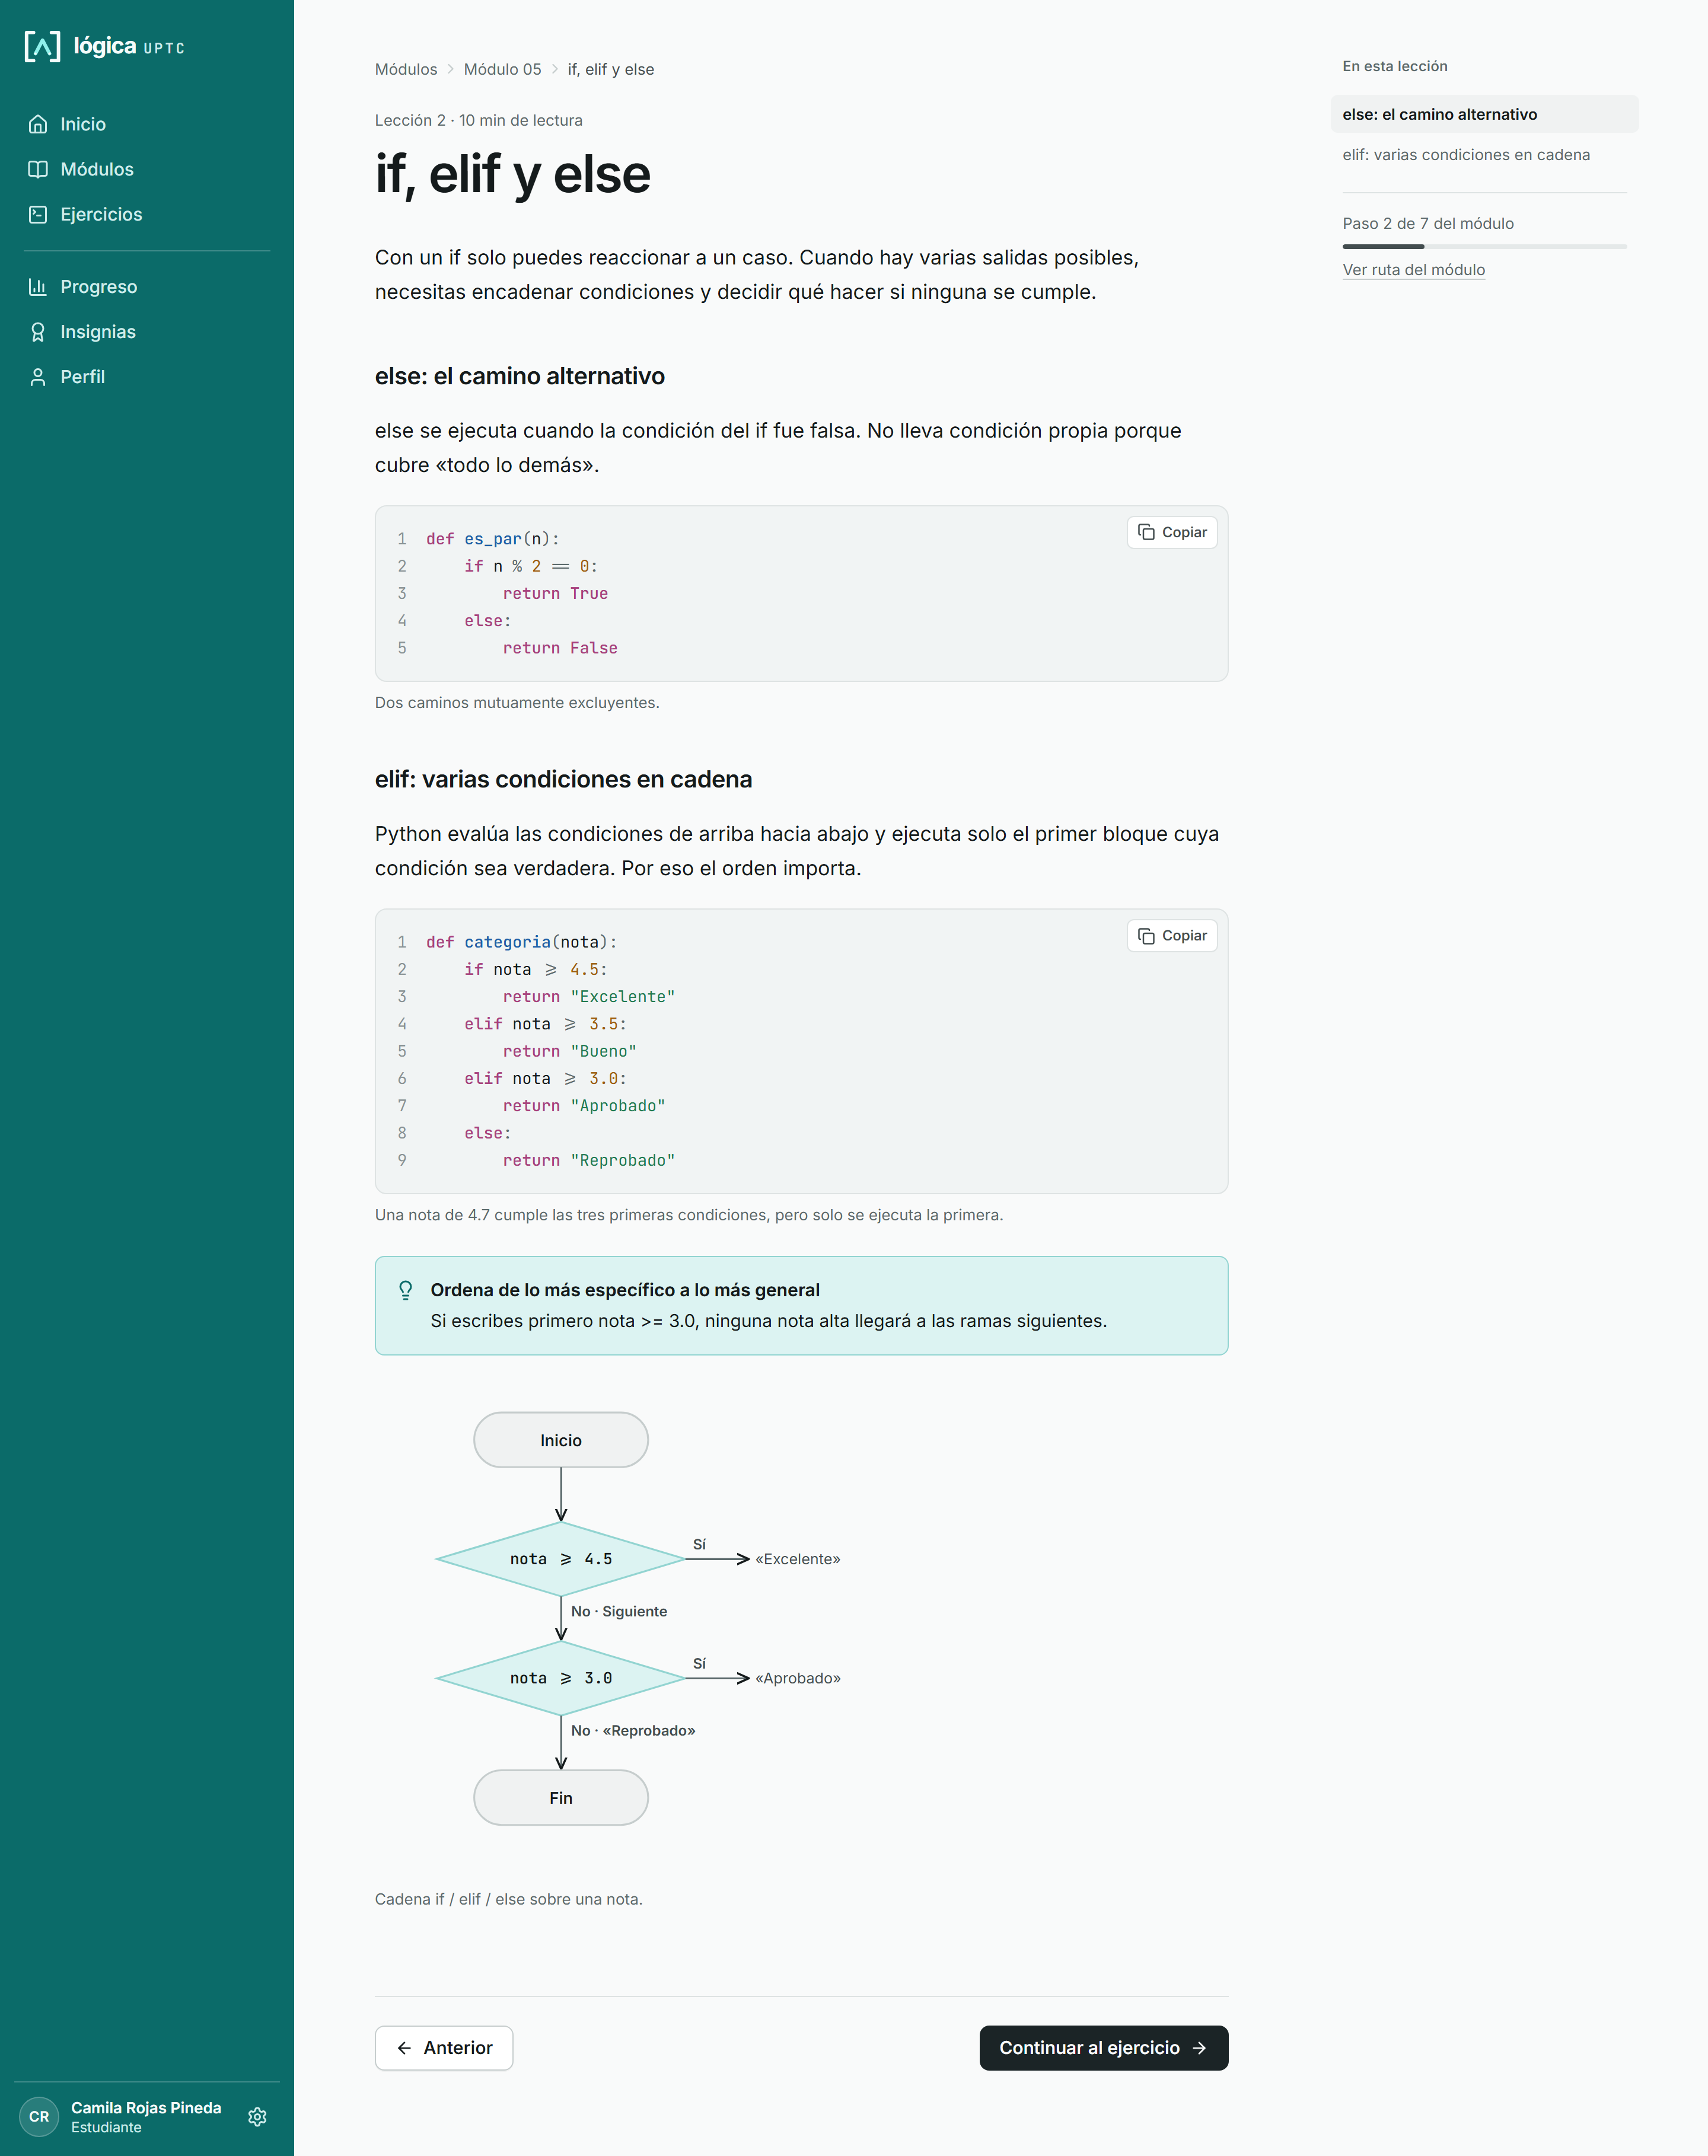 lógica UPTC
Inicio
Módulos
Ejercicios
Progreso
Insignias
Perfil
Camila Rojas Pineda
CR
Estudiante
Módulos > Módulo 05 > if, elif y else
Lección 2 · 10 min de lectura
if, elif y else
Con un if solo puedes reaccionar a un caso. Cuando hay varias salidas posibles,
necesitas encadenar condiciones y decidir qué hacer si ninguna se cumple.
else: el camino alternativo
else se ejecuta cuando la condición del if fue falsa. No lleva condición propia porque
cubre «todo lo demás».
Copiar
1 def es_par(n):
2     if n % 2 == 0:
3         return True
4     else:
5         return False
Dos caminos mutuamente excluyentes.
elif: varias condiciones en cadena
Python evalúa las condiciones de arriba hacia abajo y ejecuta solo el primer bloque cuya
condición sea verdadera. Por eso el orden importa.
Copiar
1 def categoria(nota):
2     if nota ≥ 4.5:
3         return "Excelente"
4     elif nota ≥ 3.5:
5         return "Bueno"
6     elif nota ≥ 3.0:
7         return "Aprobado"
8     else:
9         return "Reprobado"
Una nota de 4.7 cumple las tres primeras condiciones, pero solo se ejecuta la primera.
Ordena de lo más específico a lo más general
Si escribes primero nota >= 3.0, ninguna nota alta llegará a las ramas siguientes.
Inicio
nota ≥ 4.5
Sí
«Excelente»
No · Siguiente
nota ≥ 3.0
Sí
«Aprobado»
No · «Reprobado»
Fin
Cadena if / elif / else sobre una nota.
Anterior
Continuar al ejercicio
En esta lección
else: el camino alternativo
elif: varias condiciones en cadena
Paso 2 de 7 del módulo
Ver ruta del módulo